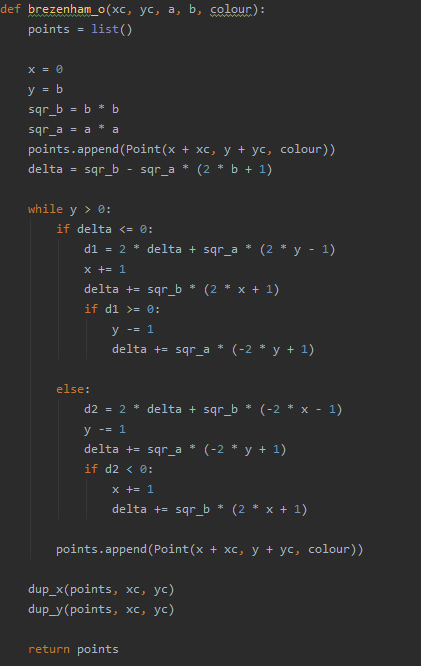 def brezenham_o(xc, yc, a, b, colour):
    points = list()

    x = 0
    y = b
    sqr_b = b * b
    sqr_a = a * a
    points.append(Point(x + xc, y + yc, colour))
    delta = sqr_b - sqr_a * (2 * b + 1)

    while y > 0:
        if delta <= 0:
            d1 = 2 * delta + sqr_a * (2 * y - 1)
            x += 1
            delta += sqr_b * (2 * x + 1)
            if d1 >= 0:
                y -= 1
                delta += sqr_a * (-2 * y + 1)

        else:
            d2 = 2 * delta + sqr_b * (-2 * x - 1)
            y -= 1
            delta += sqr_a * (-2 * y + 1)
            if d2 < 0:
                x += 1
                delta += sqr_b * (2 * x + 1)

        points.append(Point(x + xc, y + yc, colour))

    dup_x(points, xc, yc)
    dup_y(points, xc, yc)

    return points